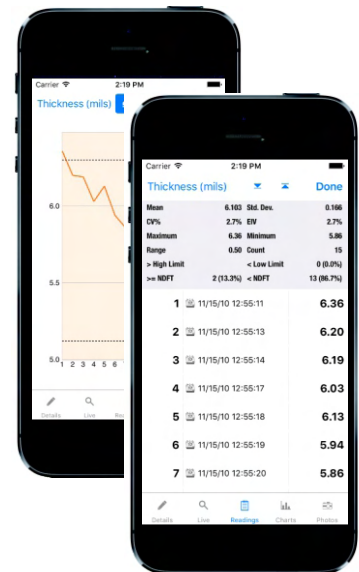 Carrier 2:19 PM
Thickness (mils)
6.0
5.5
5.0
1 2 3 4 5 6
Details Live
Carrier 2:19 PM
Thickness (mils) Done
Mean 6.103 Std. Dev. 0.166
CV% 2.7% EIV 2.7%
Maximum 6.36 Minimum 5.86
Range 0.50 Count 15
> High Limit < Low Limit 0 (0.0%)
>= NDFT 2 (13.3%) < NDFT 13 (86.7%)
1 11/15/10 12:55:11 6.36
2 11/15/10 12:55:13 6.20
3 11/15/10 12:55:14 6.19
4 11/15/10 12:55:17 6.03
5 11/15/10 12:55:18 6.13
6 11/15/10 12:55:19 5.94
7 11/15/10 12:55:20 5.86
Details Live Readings Charts Photos